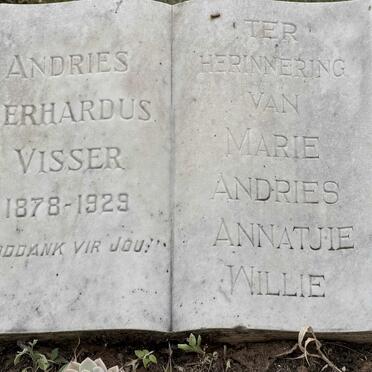 ANDRIES
ERHARDUS
VISSER
1878-1929
ODDANK VIR JOU!
TER
HERINNERING
VAN
MARIE
ANDRIES
ANNATJIE
WILLIE